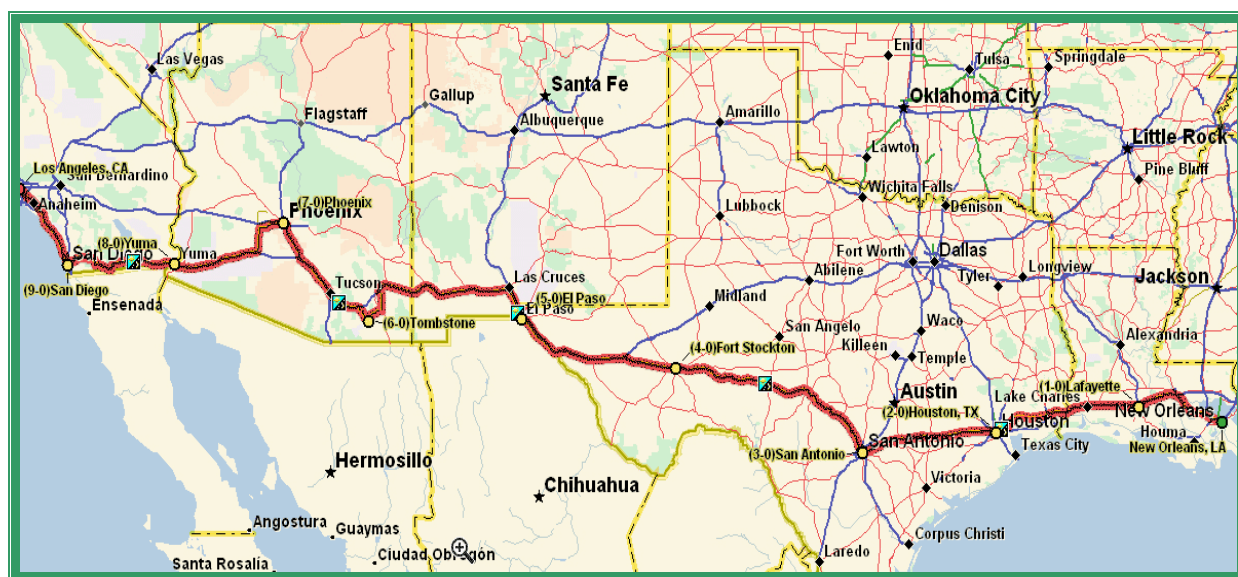 Enid
Tulsa
Springdale
Las Vegas
Santa Fe
Gallup
Oklahoma City
Flagstaff
Albuquerque
Amarillo
Little Rock
Lawton
Pine Bluff
Los Angeles, CA
San Bernardino
Wichita Falls
Anaheim
(7-0)Phoenix
Phoenix
Lubbock
Denison
(8-0)Yuma
San Diego
Yuma
Fort Worth
Dallas
Tucson
Las Cruces
Abilene
Tyler
Longview
Jackson
(9-0)San Diego
Ensenada
(5-0)El Paso
El Paso
Midland
(6-0)Tombstone
San Angelo
Waco
Alexandria
(4-0)Fort Stockton
Killeen
Temple
Austin
(1-0)Lafayette
Lake Charles
(2-0)Houston, TX
New Orleans
Houston
San Antonio
Houma
Texas City
New Orleans, LA
(3-0)San Antonio
Hermosillo
Chihuahua
Victoria
Angostura
Guaymas
Corpus Christi
Ciudad Obregón
Laredo
Santa Rosalia